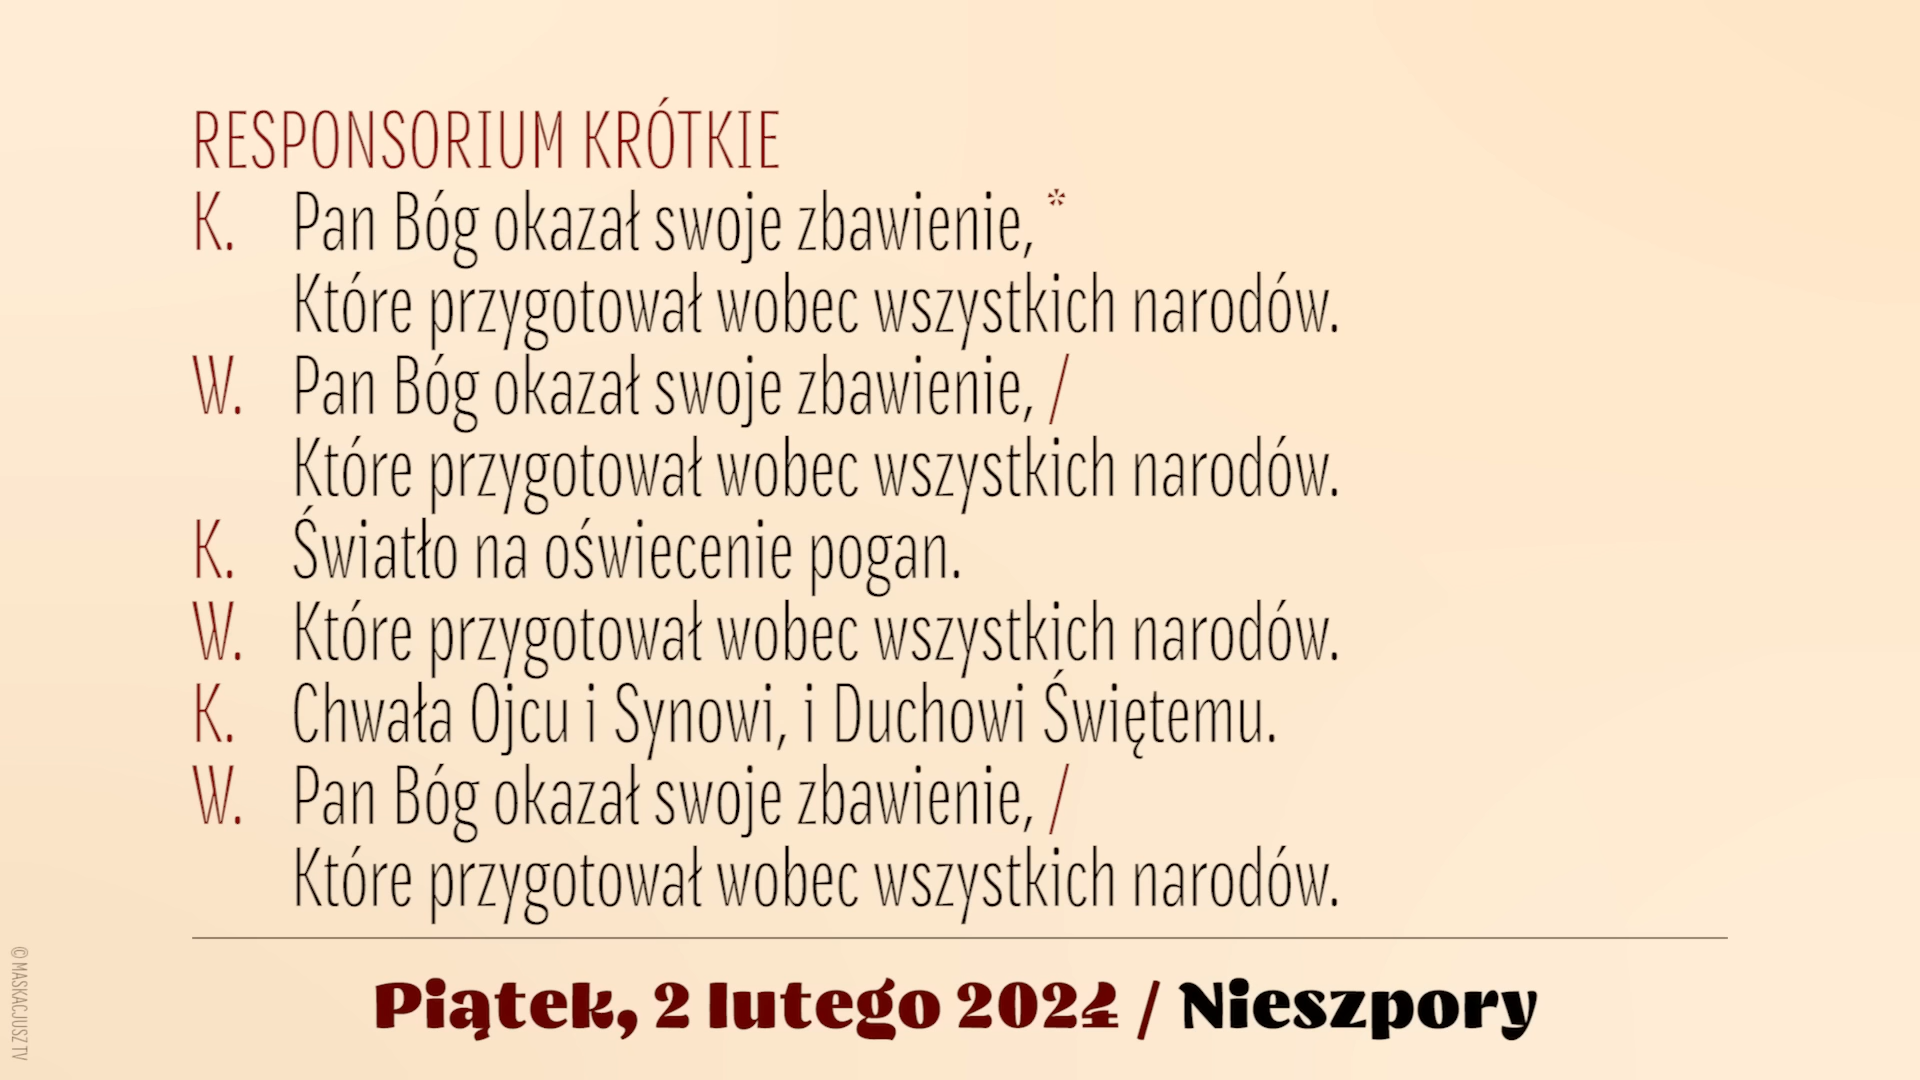 RESPONSORIUM KRÓTKIE
K. Pan Bóg okazał swoje zbawienie, *
Które przygotował wobec wszystkich narodów.
W. Pan Bóg okazał swoje zbawienie, /
Które przygotował wobec wszystkich narodów.
K. Światło na oświecenie pogan.
W. Które przygotował wobec wszystkich narodów.
K. Chwała Ojcu i Synowi, i Duchowi Świętemu.
W. Pan Bóg okazał swoje zbawienie, /
Które przygotował wobec wszystkich narodów.
Piątek, 2 lutego 2024 / Nieszpory
© MASKACJUSZ TV